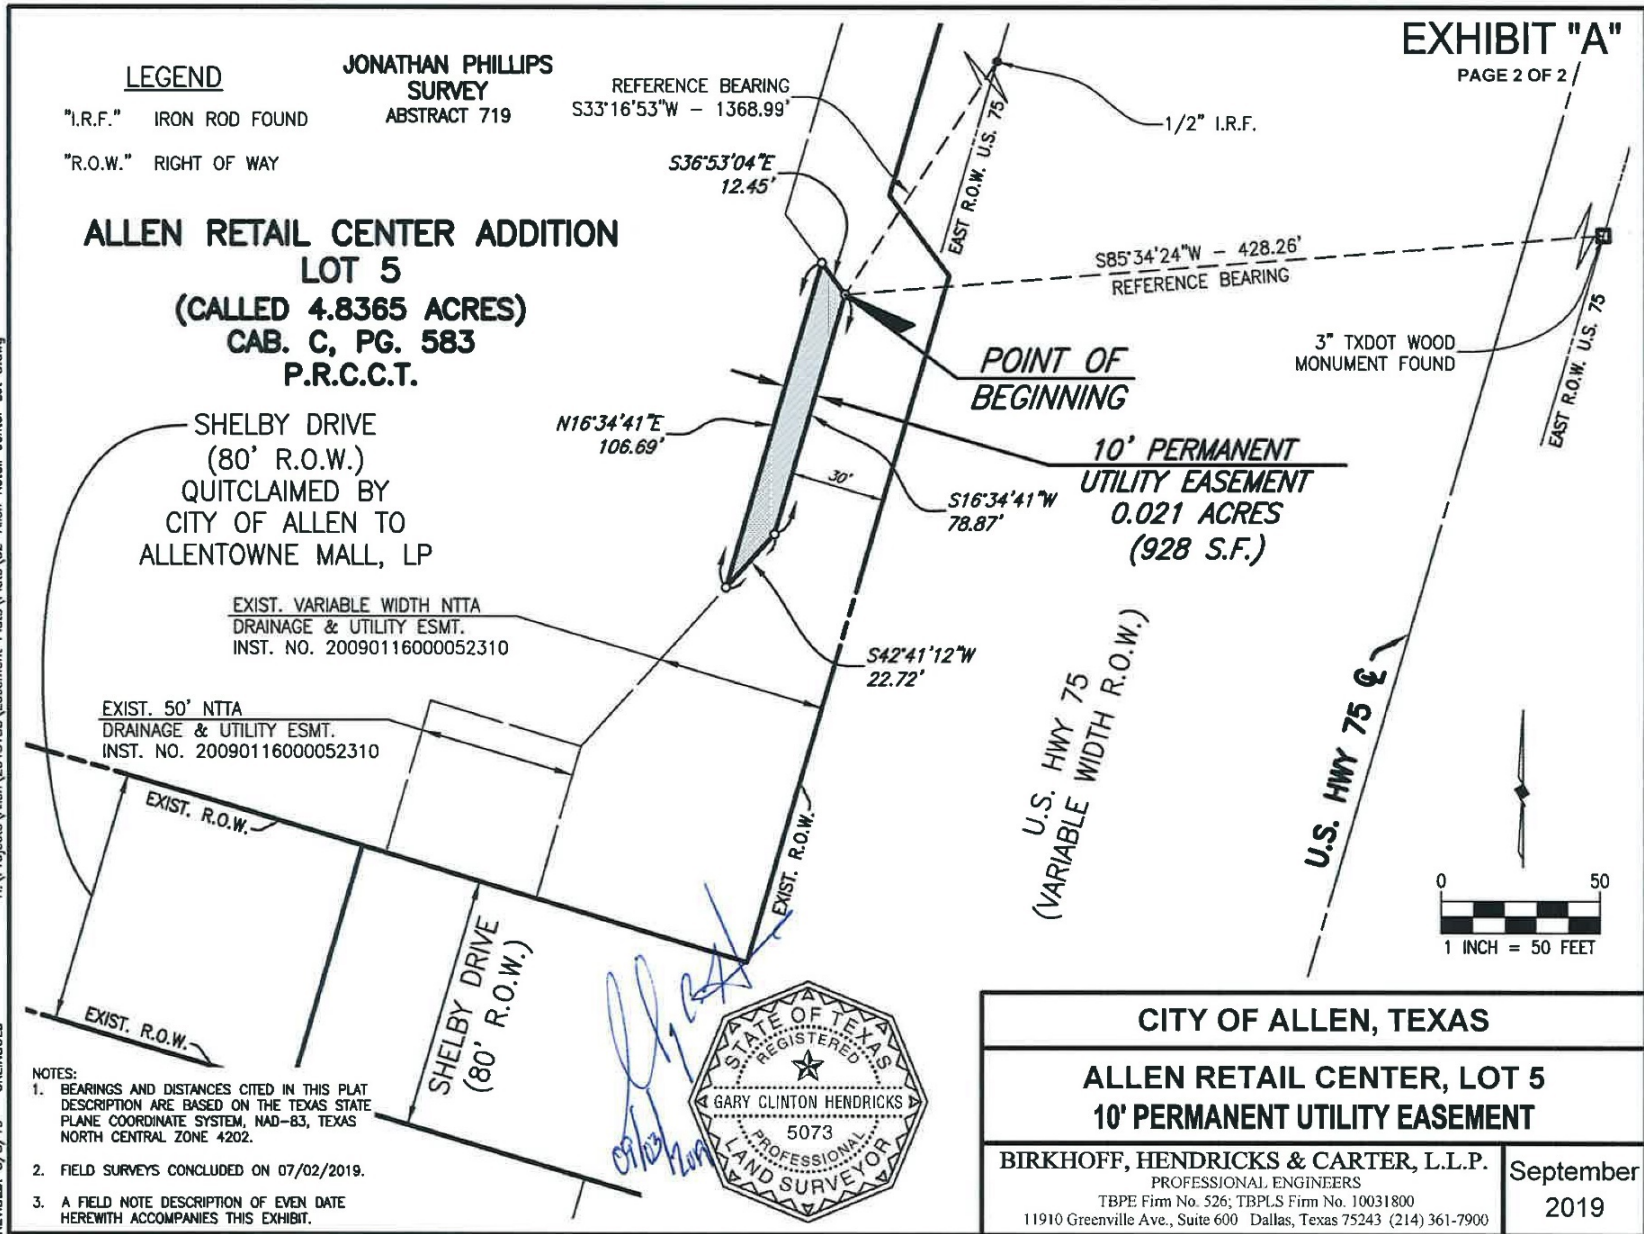 EXHIBIT "A"
PAGE 2 OF 2
LEGEND
"I.R.F." IRON ROD FOUND
"R.O.W." RIGHT OF WAY
JONATHAN PHILLIPS
SURVEY
ABSTRACT 719
REFERENCE BEARING
S33°16'53"W - 1368.99'
S36°53'04"E
12.45'
1/2" I.R.F.
EAST R.O.W. U.S. 75
ALLEN RETAIL CENTER ADDITION
LOT 5
(CALLED 4.8365 ACRES)
CAB. C, PG. 583
P.R.C.C.T.
S85°34'24"W - 428.26'
REFERENCE BEARING
3" TXDOT WOOD
MONUMENT FOUND
EAST R.O.W. U.S. 75
POINT OF
BEGINNING
SHELBY DRIVE
(80' R.O.W.)
QUITCLAIMED BY
CITY OF ALLEN TO
ALLENTOWNE MALL, LP
N16°34'41"E
106.69'
30'
S16°34'41"W
78.87'
10' PERMANENT
UTILITY EASEMENT
0.021 ACRES
(928 S.F.)
EXIST. VARIABLE WIDTH NTTA
DRAINAGE & UTILITY ESMT.
INST. NO. 20090116000052310
S42°41'12"W
22.72'
EXIST. 50' NTTA
DRAINAGE & UTILITY ESMT.
INST. NO. 20090116000052310
U.S. HWY 75
(VARIABLE WIDTH R.O.W.)
U.S. HWY 75 ℄
EXIST. R.O.W.
EXIST. R.O.W.
EXIST. R.O.W.
SHELBY DRIVE
(80' R.O.W.)
0 50
1 INCH = 50 FEET
NOTES:
1. BEARINGS AND DISTANCES CITED IN THIS PLAT
DESCRIPTION ARE BASED ON THE TEXAS STATE
PLANE COORDINATE SYSTEM, NAD-83, TEXAS
NORTH CENTRAL ZONE 4202.
2. FIELD SURVEYS CONCLUDED ON 07/02/2019.
3. A FIELD NOTE DESCRIPTION OF EVEN DATE
HEREWITH ACCOMPANIES THIS EXHIBIT.
09/03/2019
STATE OF TEXAS
REGISTERED
GARY CLINTON HENDRICKS
5073
PROFESSIONAL
LAND SURVEYOR
CITY OF ALLEN, TEXAS
ALLEN RETAIL CENTER, LOT 5
10' PERMANENT UTILITY EASEMENT
BIRKHOFF, HENDRICKS & CARTER, L.L.P.
PROFESSIONAL ENGINEERS
TBPE Firm No. 526; TBPLS Firm No. 10031800
11910 Greenville Ave., Suite 600 Dallas, Texas 75243 (214) 361-7900
September
2019